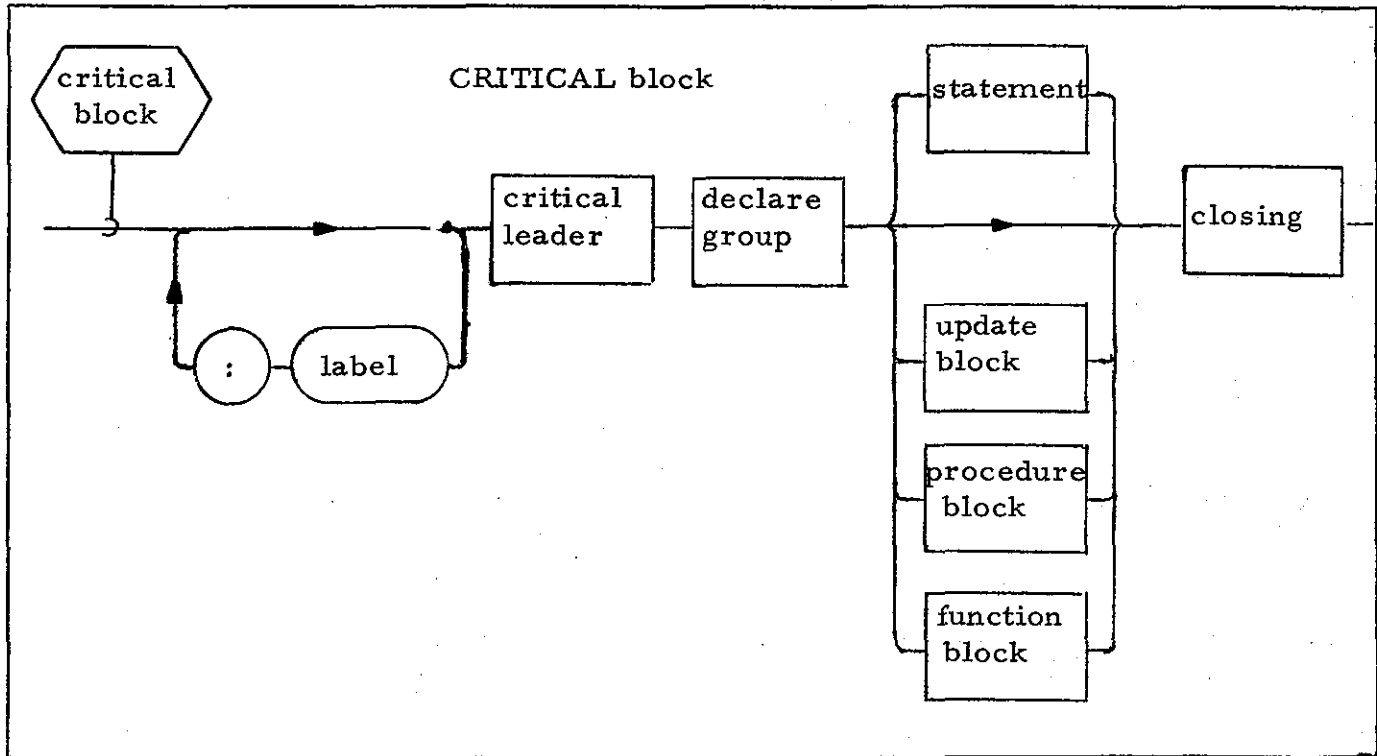 critical
block
CRITICAL block
statement
critical
leader
declare
group
closing
:
label
update
block
procedure
block
function
block